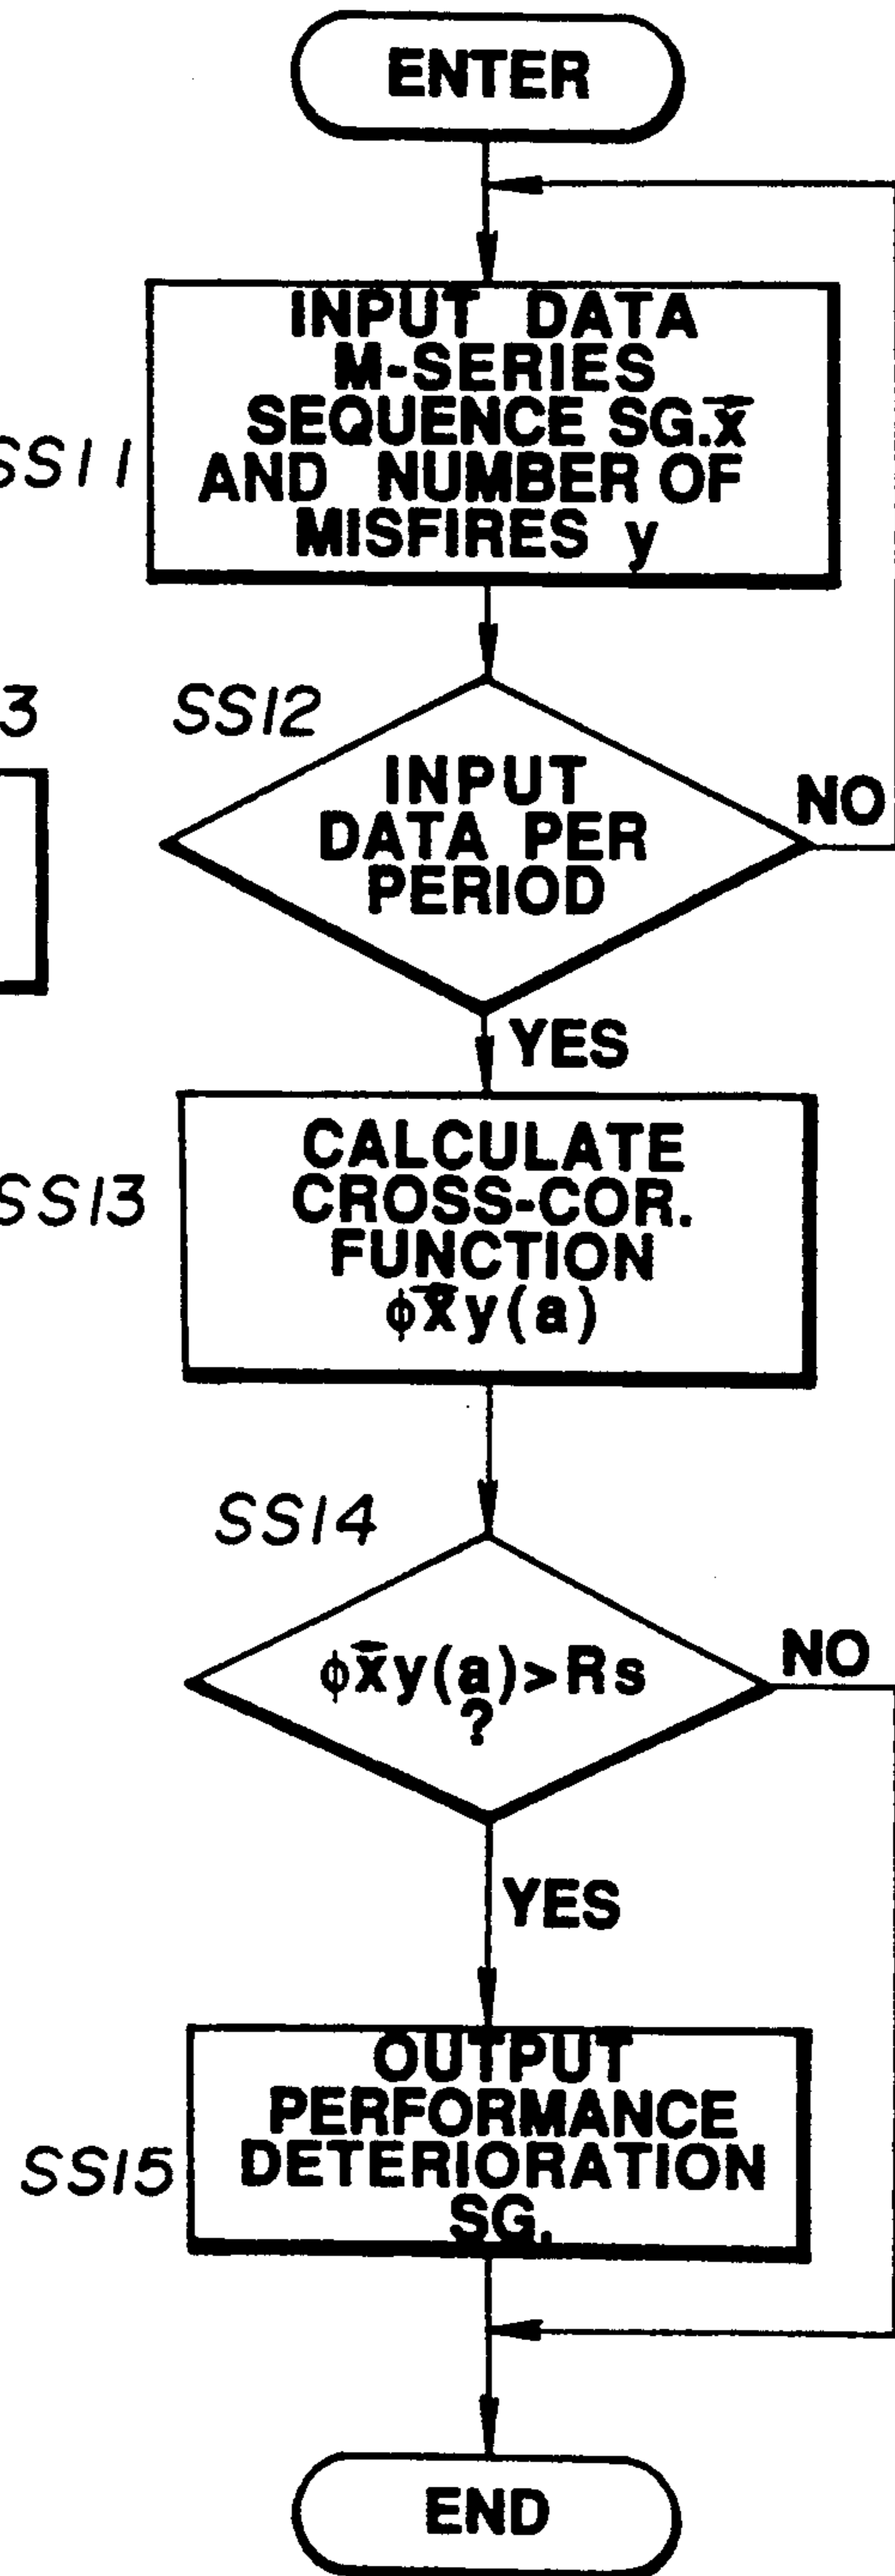 ENTER
INPUT DATA
M-SERIES
SEQUENCE SG.x̄
AND NUMBER OF
MISFIRES y
SS11
3
SS12
INPUT
DATA PER
PERIOD
NO
YES
CALCULATE
CROSS-COR.
FUNCTION
ϕx̄y(a)
SS13
SS14
ϕx̄y(a)>Rs
?
NO
YES
OUTPUT
PERFORMANCE
DETERIORATION
SG.
SS15
END